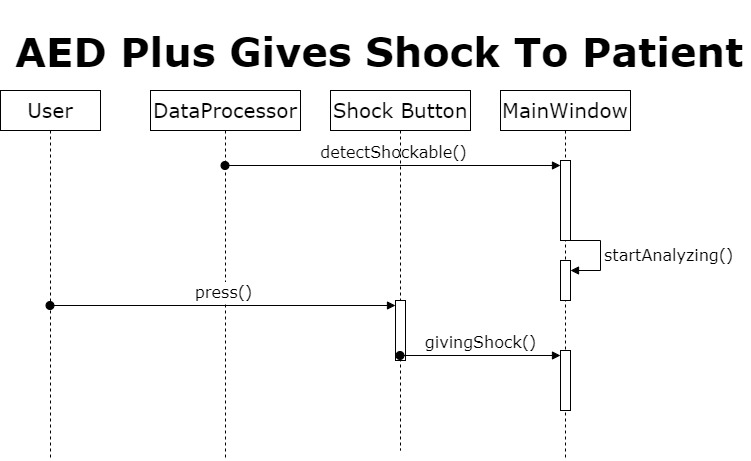 AED Plus Gives Shock To Patient
User
DataProcessor
Shock Button
MainWindow
detectShockable()
startAnalyzing()
press()
givingShock()